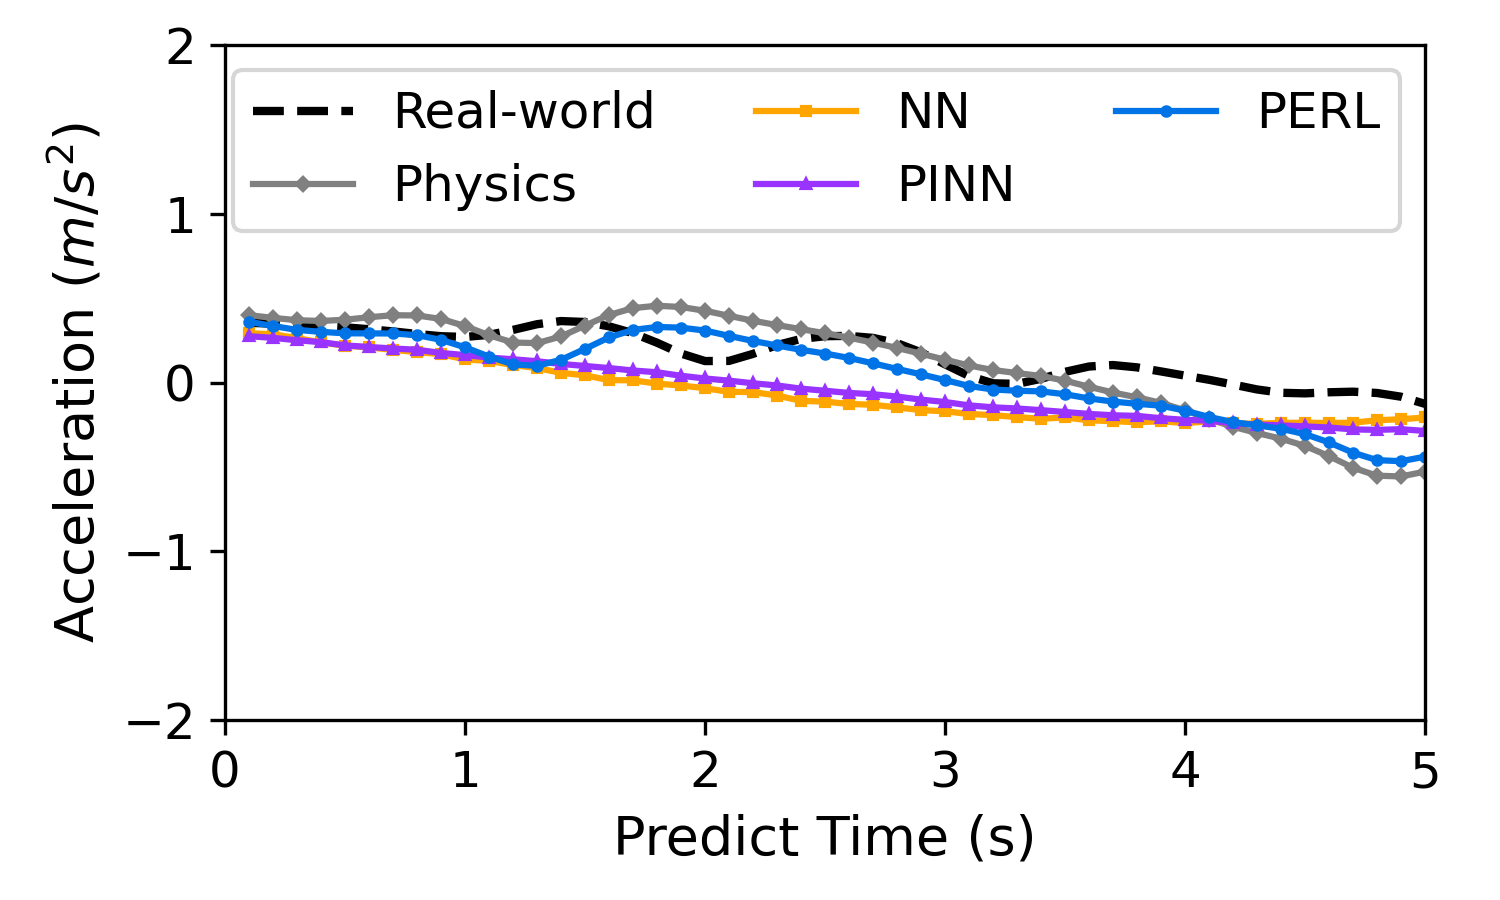 2
1
0
−1
−2
Acceleration (m/s²)
Real-world
Physics
NN
PINN
PERL
0 1 2 3 4 5
Predict Time (s)